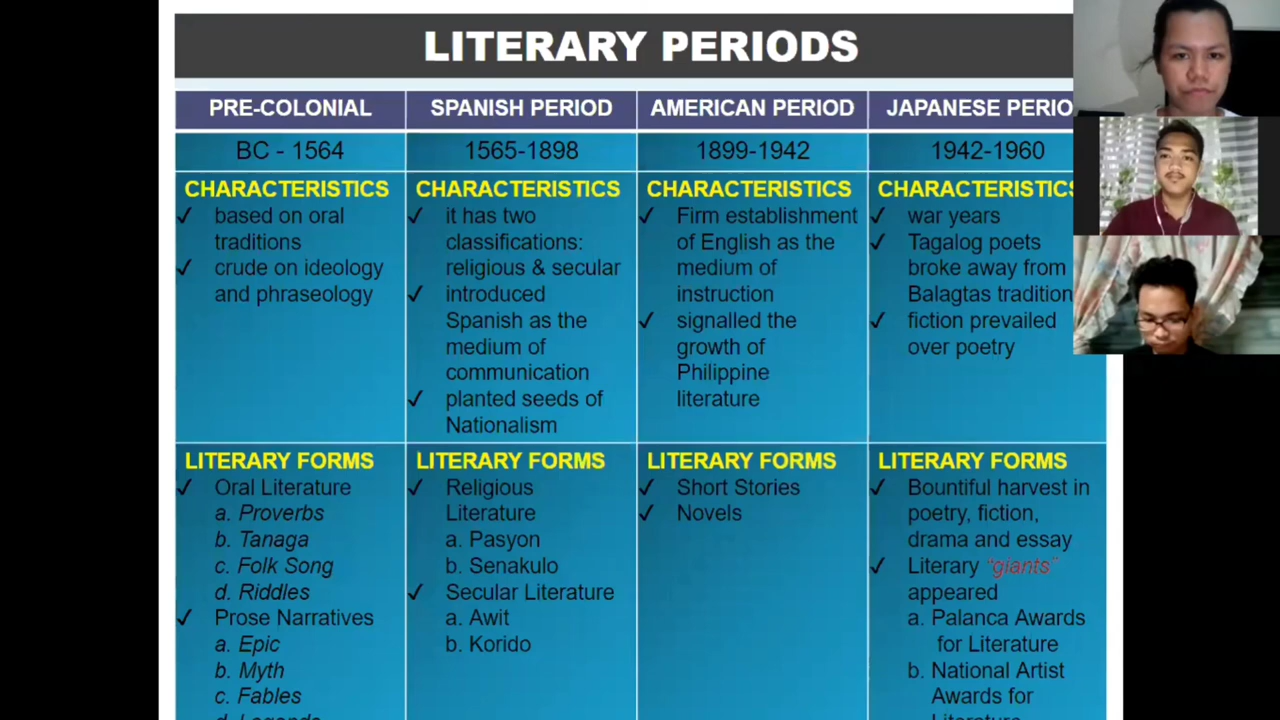 LITERARY PERIODS
PRE-COLONIAL
SPANISH PERIOD
AMERICAN PERIOD
JAPANESE PERIO
BC - 1564
1565-1898
1899-1942
1942-1960
CHARACTERISTICS
✓ based on oral
traditions
✓ crude on ideology
and phraseology
CHARACTERISTICS
✓ it has two
classifications:
religious & secular
✓ introduced
Spanish as the
medium of
communication
✓ planted seeds of
Nationalism
CHARACTERISTICS
✓ Firm establishment
of English as the
medium of
instruction
✓ signalled the
growth of
Philippine
literature
CHARACTERISTICS
✓ war years
✓ Tagalog poets
broke away from
Balagtas tradition
✓ fiction prevailed
over poetry
LITERARY FORMS
✓ Oral Literature
a. Proverbs
b. Tanaga
c. Folk Song
d. Riddles
✓ Prose Narratives
a. Epic
b. Myth
c. Fables
d. Legends
LITERARY FORMS
✓ Religious
Literature
a. Pasyon
b. Senakulo
✓ Secular Literature
a. Awit
b. Korido
LITERARY FORMS
✓ Short Stories
✓ Novels
LITERARY FORMS
✓ Bountiful harvest in
poetry, fiction,
drama and essay
✓ Literary “giants”
appeared
a. Palanca Awards
for Literature
b. National Artist
Awards for
Literature